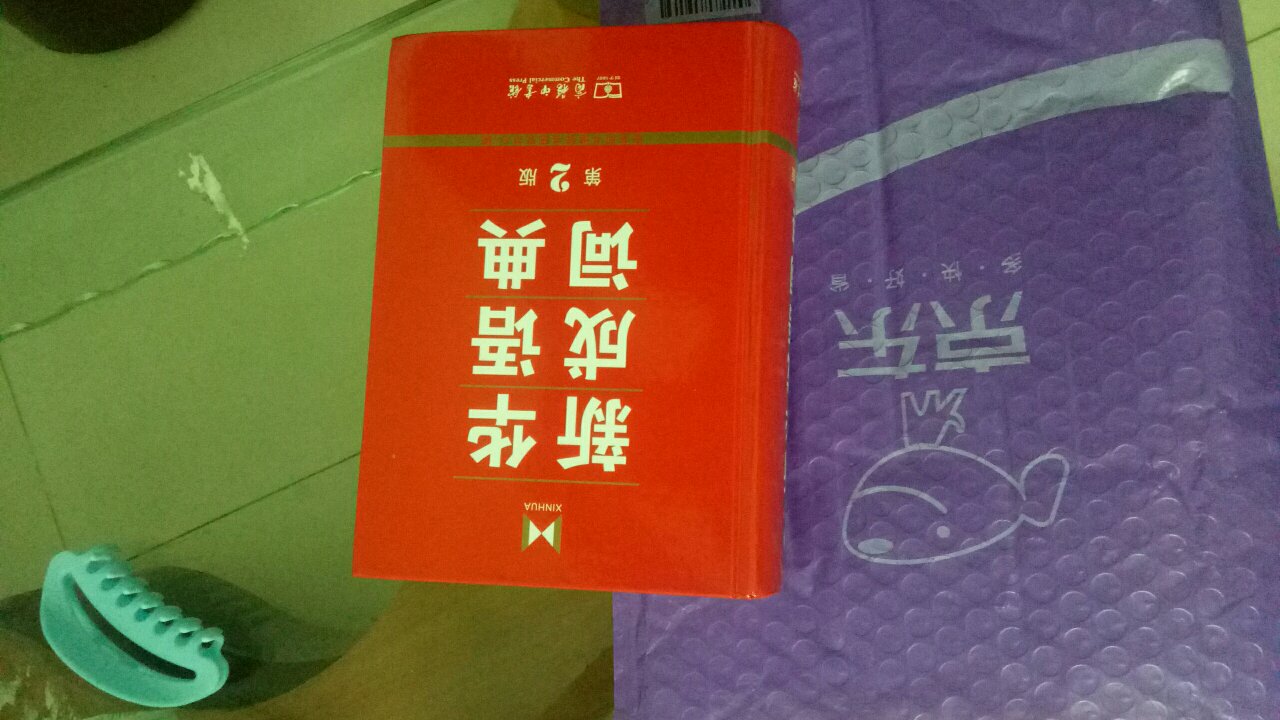 XINHUA
新华
成语
词典
第2版
商务印书馆
The Commercial Press
京东
多·快·好·省